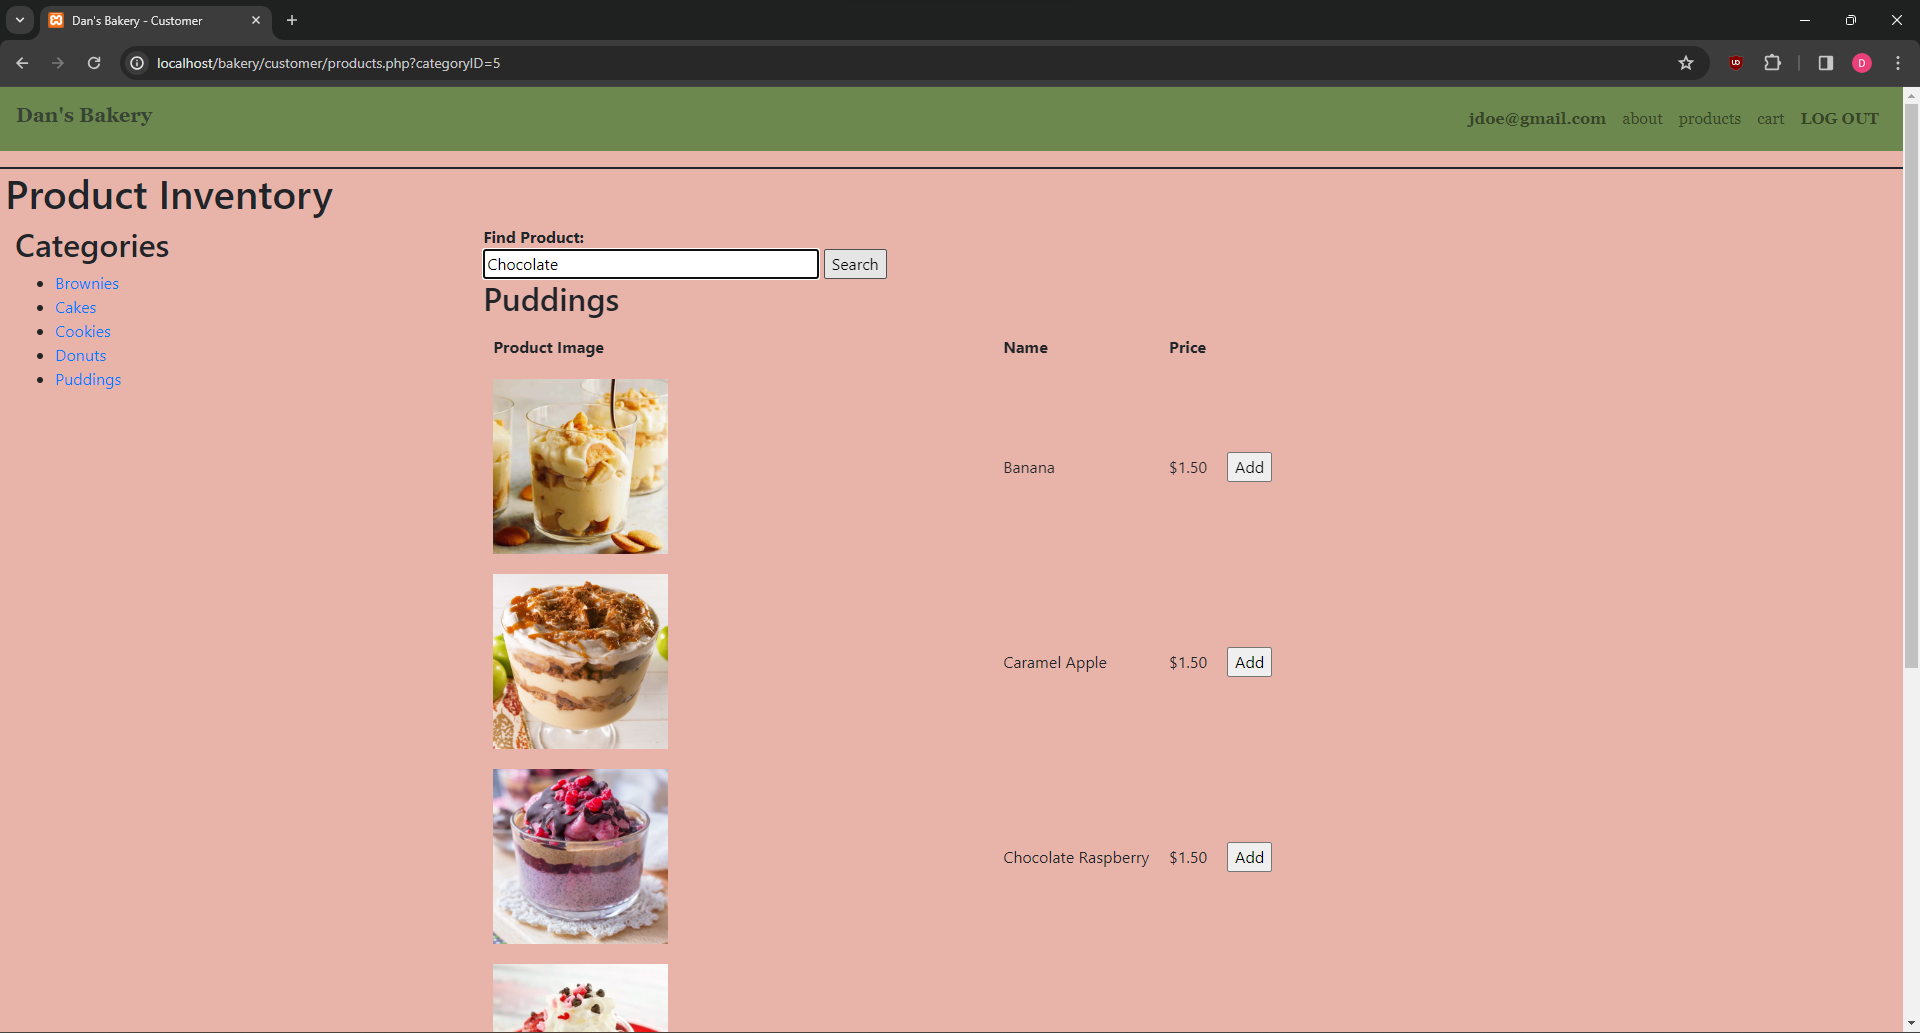 Dan's Bakery - Customer
localhost/bakery/customer/products.php?categoryID=5
D
Dan's Bakery
jdoe@gmail.com about products cart LOG OUT
Product Inventory
Categories
Brownies
Cakes
Cookies
Donuts
Puddings
Find Product:
Chocolate Search
Puddings
Product Image Name Price
Banana $1.50 Add
Caramel Apple $1.50 Add
Chocolate Raspberry $1.50 Add